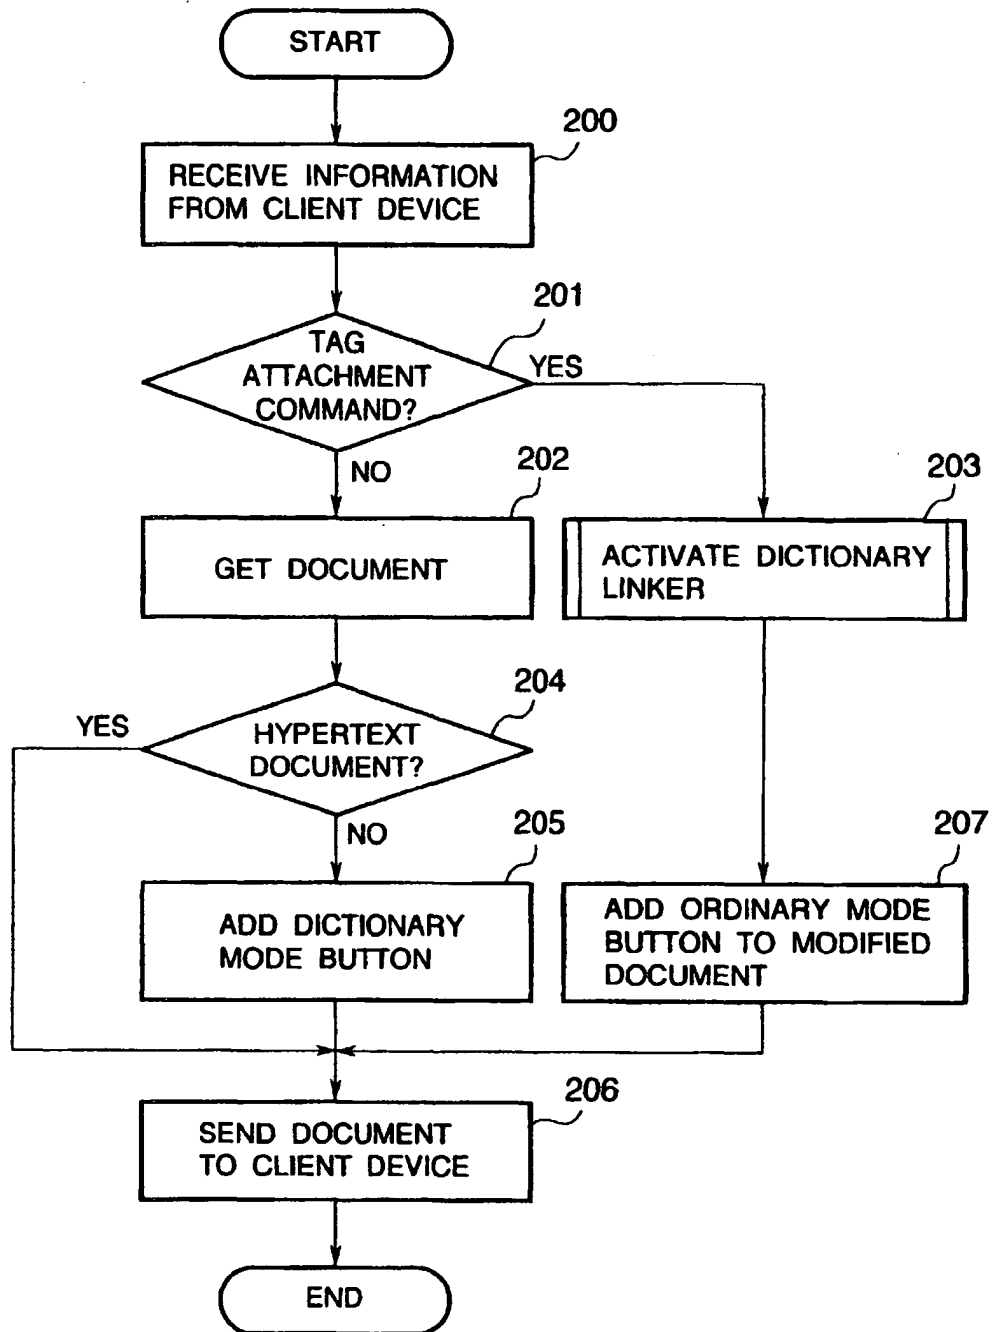 START
200
RECEIVE INFORMATION
FROM CLIENT DEVICE
201
TAG
ATTACHMENT
COMMAND?
YES
NO
202
GET DOCUMENT
203
ACTIVATE DICTIONARY
LINKER
204
YES
HYPERTEXT
DOCUMENT?
NO
205
ADD DICTIONARY
MODE BUTTON
207
ADD ORDINARY MODE
BUTTON TO MODIFIED
DOCUMENT
206
SEND DOCUMENT
TO CLIENT DEVICE
END